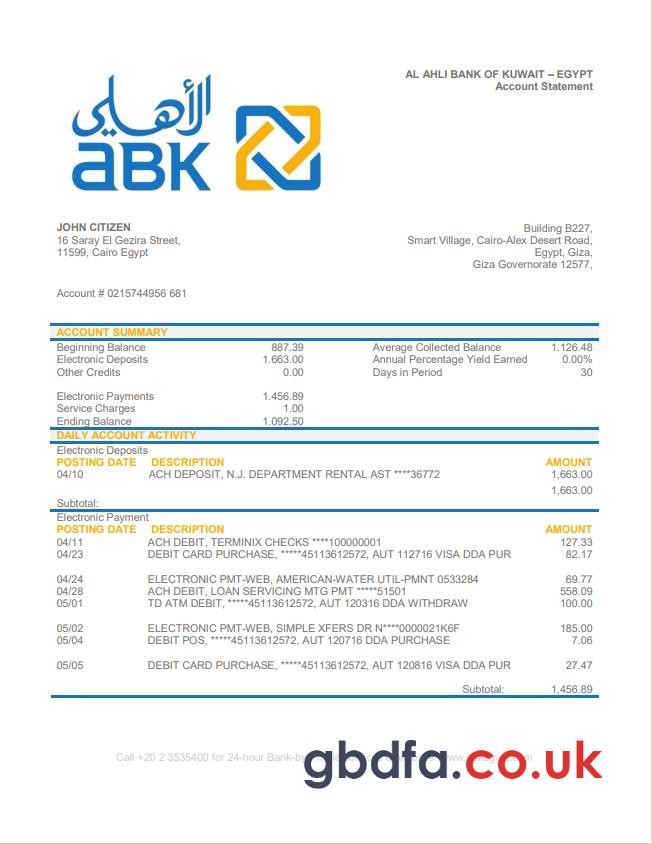 الأهلي
ABK
AL AHLI BANK OF KUWAIT – EGYPT
Account Statement
JOHN CITIZEN
16 Saray El Gezira Street,
11599, Cairo Egypt
Building B227,
Smart Village, Cairo-Alex Desert Road,
Egypt, Giza,
Giza Governorate 12577,
Account # 0215744956 681
ACCOUNT SUMMARY
Beginning Balance 887.39 Average Collected Balance 1.126.48
Electronic Deposits 1.663.00 Annual Percentage Yield Earned 0.00%
Other Credits 0.00 Days in Period 30
Electronic Payments 1.456.89
Service Charges 1.00
Ending Balance 1.092.50
DAILY ACCOUNT ACTIVITY
Electronic Deposits
POSTING DATE DESCRIPTION AMOUNT
04/10 ACH DEPOSIT, N.J. DEPARTMENT RENTAL AST ****36772 1,663.00
1,663.00
Subtotal:
Electronic Payment
POSTING DATE DESCRIPTION AMOUNT
04/11 ACH DEBIT, TERMINIX CHECKS ****100000001 127.33
04/23 DEBIT CARD PURCHASE, *****45113612572, AUT 112716 VISA DDA PUR 82.17
04/24 ELECTRONIC PMT-WEB, AMERICAN-WATER UTIL-PMNT 0533284 69.77
04/28 ACH DEBIT, LOAN SERVICING MTG PMT *****51501 558.09
05/01 TD ATM DEBIT, *****45113612572, AUT 120316 DDA WITHDRAW 100.00
05/02 ELECTRONIC PMT-WEB, SIMPLE XFERS DR N****0000021K6F 185.00
05/04 DEBIT POS, *****45113612572, AUT 120716 DDA PURCHASE 7.06
05/05 DEBIT CARD PURCHASE, *****45113612572, AUT 120816 VISA DDA PUR 27.47
Subtotal: 1,456.89
Call +20 2 3535400 for 24-hour Bank-by
gbdfa.co.uk